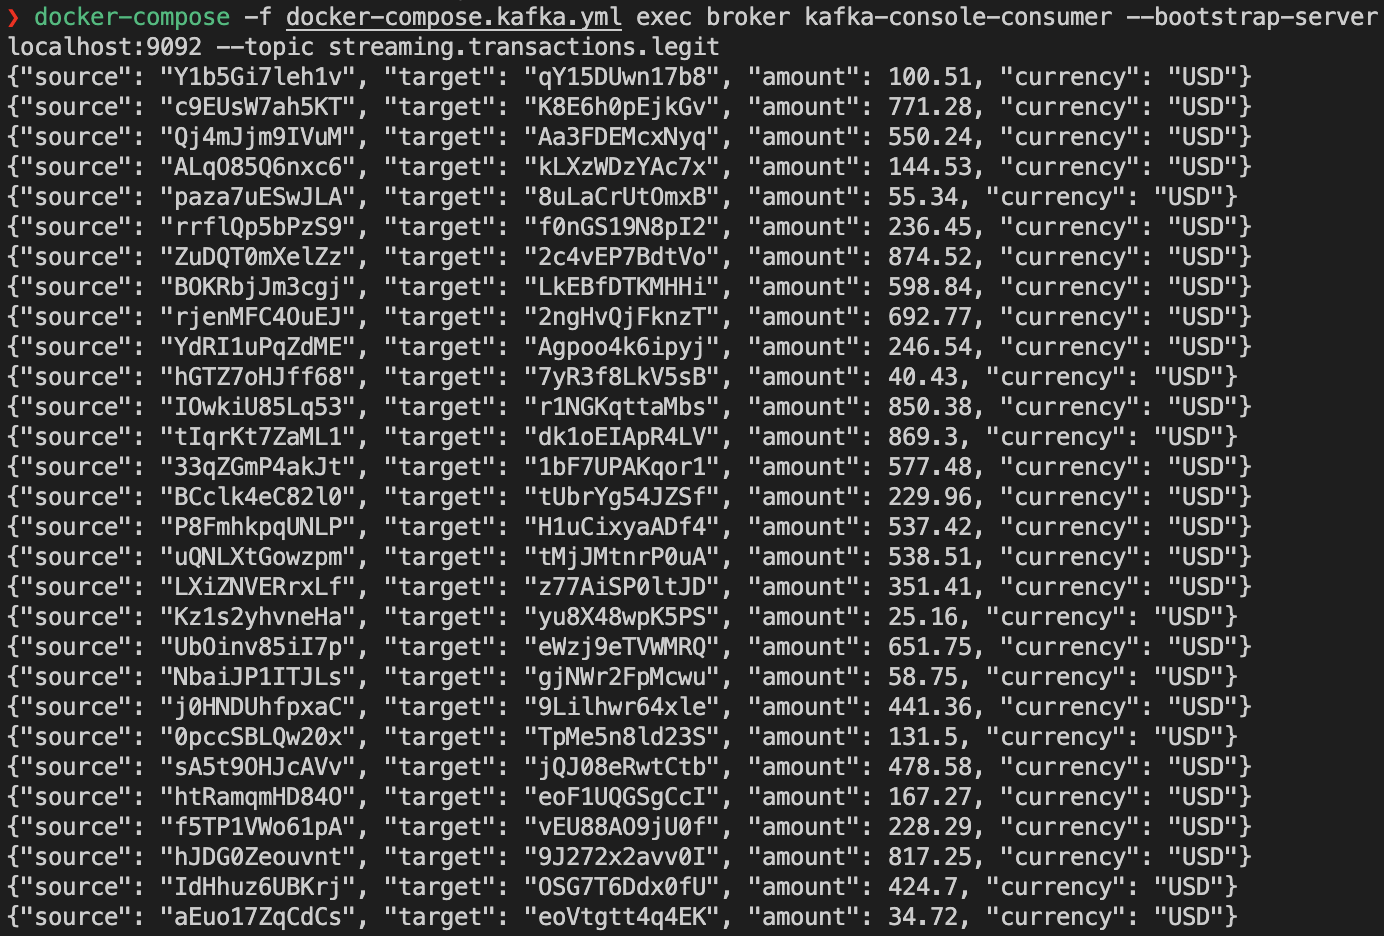 ❯ docker-compose -f docker-compose.kafka.yml exec broker kafka-console-consumer --bootstrap-server
localhost:9092 --topic streaming.transactions.legit
{"source": "Y1b5Gi7leh1v", "target": "qY15DUwn17b8", "amount": 100.51, "currency": "USD"}
{"source": "c9EUsW7ah5KT", "target": "K8E6h0pEjkGv", "amount": 771.28, "currency": "USD"}
{"source": "Qj4mJjm9IVuM", "target": "Aa3FDEMcxNyq", "amount": 550.24, "currency": "USD"}
{"source": "ALqO85Q6nxc6", "target": "kLXzWDzYAc7x", "amount": 144.53, "currency": "USD"}
{"source": "paza7uESwJLA", "target": "8uLaCrUtOmxB", "amount": 55.34, "currency": "USD"}
{"source": "rrflQp5bPzS9", "target": "f0nGS19N8pI2", "amount": 236.45, "currency": "USD"}
{"source": "ZuDQT0mXelZz", "target": "2c4vEP7BdtVo", "amount": 874.52, "currency": "USD"}
{"source": "BOKRbjJm3cgj", "target": "LkEBfDTKMHHi", "amount": 598.84, "currency": "USD"}
{"source": "rjenMFC4OuEJ", "target": "2ngHvQjFknzT", "amount": 692.77, "currency": "USD"}
{"source": "YdRI1uPqZdME", "target": "Agpoo4k6ipyj", "amount": 246.54, "currency": "USD"}
{"source": "hGTZ7oHJff68", "target": "7yR3f8LkV5sB", "amount": 40.43, "currency": "USD"}
{"source": "IOwkiU85Lq53", "target": "r1NGKqttaMbs", "amount": 850.38, "currency": "USD"}
{"source": "tIqrKt7ZaML1", "target": "dk1oEIApR4LV", "amount": 869.3, "currency": "USD"}
{"source": "33qZGmP4akJt", "target": "1bF7UPAKqor1", "amount": 577.48, "currency": "USD"}
{"source": "BCclk4eC82l0", "target": "tUbrYg54JZSf", "amount": 229.96, "currency": "USD"}
{"source": "P8FmhkpqUNLP", "target": "H1uCixyaADf4", "amount": 537.42, "currency": "USD"}
{"source": "uQNLXtGowzpm", "target": "tMjJMtnrP0uA", "amount": 538.51, "currency": "USD"}
{"source": "LXiZNVERrxLf", "target": "z77AiSP0ltJD", "amount": 351.41, "currency": "USD"}
{"source": "Kz1s2yhvneHa", "target": "yu8X48wpK5PS", "amount": 25.16, "currency": "USD"}
{"source": "UbOinv85iI7p", "target": "eWzj9eTVWMRQ", "amount": 651.75, "currency": "USD"}
{"source": "NbaiJP1ITJLs", "target": "gjNWr2FpMcwu", "amount": 58.75, "currency": "USD"}
{"source": "j0HNDUhfpxaC", "target": "9Lilhwr64xle", "amount": 441.36, "currency": "USD"}
{"source": "0pccSBLQw20x", "target": "TpMe5n8ld23S", "amount": 131.5, "currency": "USD"}
{"source": "sA5t9OHJcAVv", "target": "jQJ08eRwtCtb", "amount": 478.58, "currency": "USD"}
{"source": "htRamqmHD84O", "target": "eoF1UQGSgCcI", "amount": 167.27, "currency": "USD"}
{"source": "f5TP1VWo61pA", "target": "vEU88AO9jU0f", "amount": 228.29, "currency": "USD"}
{"source": "hJDG0Zeouvnt", "target": "9J272x2avv0I", "amount": 817.25, "currency": "USD"}
{"source": "IdHhuz6UBKrj", "target": "OSG7T6Ddx0fU", "amount": 424.7, "currency": "USD"}
{"source": "aEuo17ZqCdCs", "target": "eoVtgtt4q4EK", "amount": 34.72, "currency": "USD"}